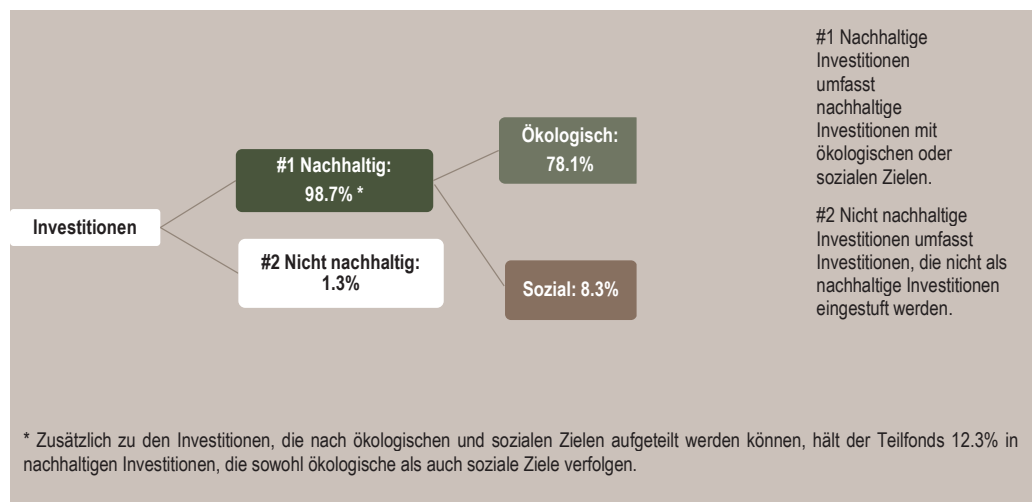 Investitionen
#1 Nachhaltig:
98.7% *
#2 Nicht nachhaltig:
1.3%
Ökologisch:
78.1%
Sozial: 8.3%
#1 Nachhaltige
Investitionen
umfasst
nachhaltige
Investitionen mit
ökologischen oder
sozialen Zielen.
#2 Nicht nachhaltige
Investitionen umfasst
Investitionen, die nicht als
nachhaltige Investitionen
eingestuft werden.
* Zusätzlich zu den Investitionen, die nach ökologischen und sozialen Zielen aufgeteilt werden können, hält der Teilfonds 12.3% in
nachhaltigen Investitionen, die sowohl ökologische als auch soziale Ziele verfolgen.